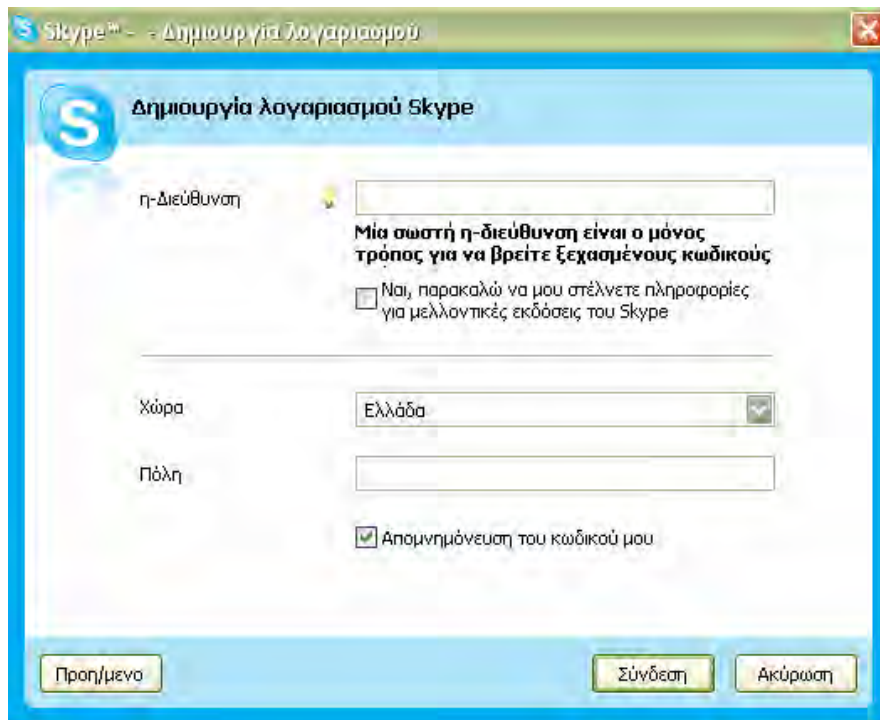 Skype™ - - Δημιουργία λογαριασμού
Δημιουργία λογαριασμού Skype
η-Διεύθυνση
Μία σωστή η-διεύθυνση είναι ο μόνος
τρόπος για να βρείτε ξεχασμένους κωδικούς
Ναι, παρακαλώ να μου στέλνετε πληροφορίες
για μελλοντικές εκδόσεις του Skype
Χώρα
Ελλάδα
Πόλη
Απομνημόνευση του κωδικού μου
Προη/μενο
Σύνδεση
Ακύρωση